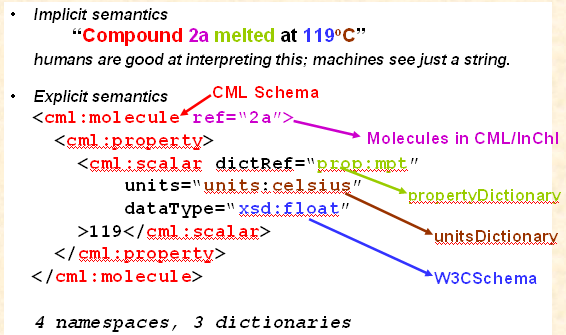 • Implicit semantics
“Compound 2a melted at 119oC”
humans are good at interpreting this; machines see just a string.
• Explicit semantics
CML Schema
<cml:molecule ref=“2a”>
Molecules in CML/InChI
<cml:property>
<cml:scalar dictRef=“prop:mpt”
propertyDictionary
units=“units:celsius”
dataType=“xsd:float”
unitsDictionary
>119</cml:scalar>
</cml:property>
W3CSchema
</cml:molecule>
4 namespaces, 3 dictionaries